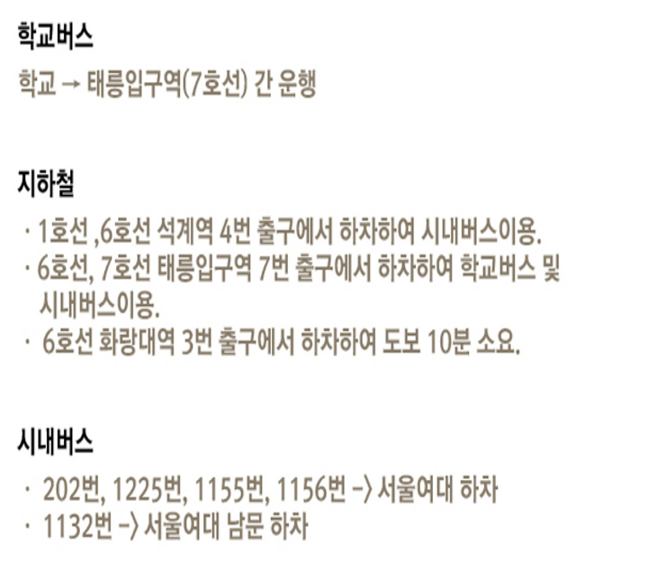 학교버스
학교 → 태릉입구역(7호선) 간 운행
지하철
· 1호선 ,6호선 석계역 4번 출구에서 하차하여 시내버스이용.
· 6호선, 7호선 태릉입구역 7번 출구에서 하차하여 학교버스 및
시내버스이용.
· 6호선 화랑대역 3번 출구에서 하차하여 도보 10분 소요.
시내버스
· 202번, 1225번, 1155번, 1156번 -> 서울여대 하차
· 1132번 -> 서울여대 남문 하차